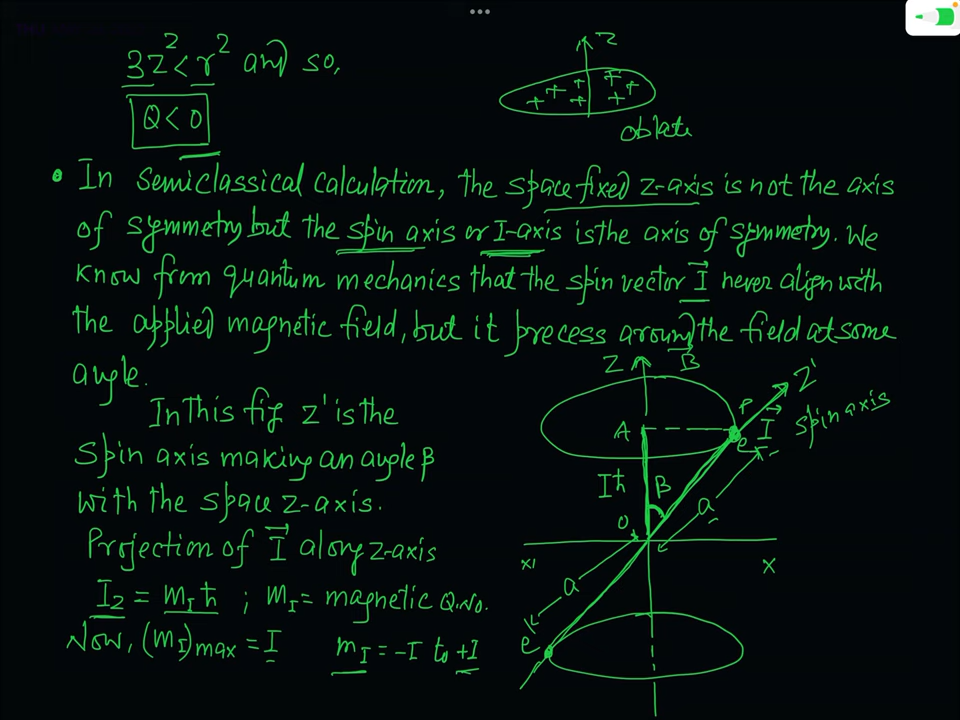 3z² < r² and so,
Q < 0
z
+ + + + + + +
oblate
• In semiclassical calculation, the space fixed z-axis is not the axis
of symmetry but the spin axis or I-axis is the axis of symmetry. We
know from quantum mechanics that the spin vector I⃗ never align with
the applied magnetic field, but it precess around the field at some
angle.
In this fig z' is the
spin axis making an angle β
with the space z-axis.
Projection of I⃗ along z-axis
I_z = m_I ħ ; m_I = magnetic Q.No.
Now, (m_I)max = I m_I = -I to +I
Z B⃗ Z'
P
A e I⃗ spin axis
Iħ β
a
O
X1 X
a
e